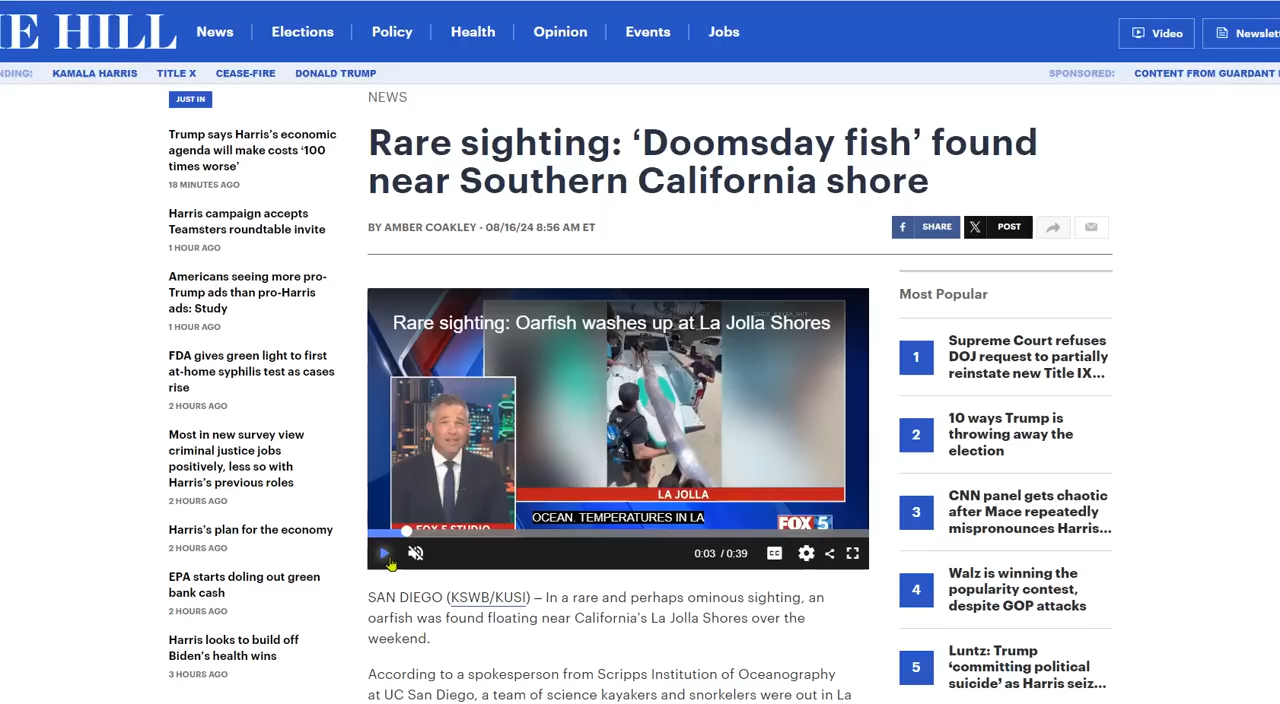 E HILL
News
Elections
Policy
Health
Opinion
Events
Jobs
Video
Newslet
NDING:
KAMALA HARRIS
TITLE X
CEASE-FIRE
DONALD TRUMP
SPONSORED:
CONTENT FROM GUARDANT
JUST IN
Trump says Harris's economic
agenda will make costs '100
times worse'
18 MINUTES AGO
Harris campaign accepts
Teamsters roundtable invite
1 HOUR AGO
Americans seeing more pro-
Trump ads than pro-Harris
ads: Study
1 HOUR AGO
FDA gives green light to first
at-home syphilis test as cases
rise
2 HOURS AGO
Most in new survey view
criminal justice jobs
positively, less so with
Harris's previous roles
2 HOURS AGO
Harris's plan for the economy
2 HOURS AGO
EPA starts doling out green
bank cash
2 HOURS AGO
Harris looks to build off
Biden's health wins
3 HOURS AGO
NEWS
Rare sighting: ‘Doomsday fish’ found
near Southern California shore
BY AMBER COAKLEY - 08/16/24 8:56 AM ET
SHARE
POST
Rare sighting: Oarfish washes up at La Jolla Shores
LA JOLLA
FOX 5 STUDIO
OCEAN. TEMPERATURES IN LA
FOX 5
0:03 / 0:39
CC
SAN DIEGO (KSWB/KUSI) – In a rare and perhaps ominous sighting, an
oarfish was found floating near California's La Jolla Shores over the
weekend.
According to a spokesperson from Scripps Institution of Oceanography
at UC San Diego, a team of science kayakers and snorkelers were out in La
Most Popular
1
Supreme Court refuses
DOJ request to partially
reinstate new Title IX...
2
10 ways Trump is
throwing away the
election
3
CNN panel gets chaotic
after Mace repeatedly
mispronounces Harris...
4
Walz is winning the
popularity contest,
despite GOP attacks
5
Luntz: Trump
‘committing political
suicide’ as Harris seiz...